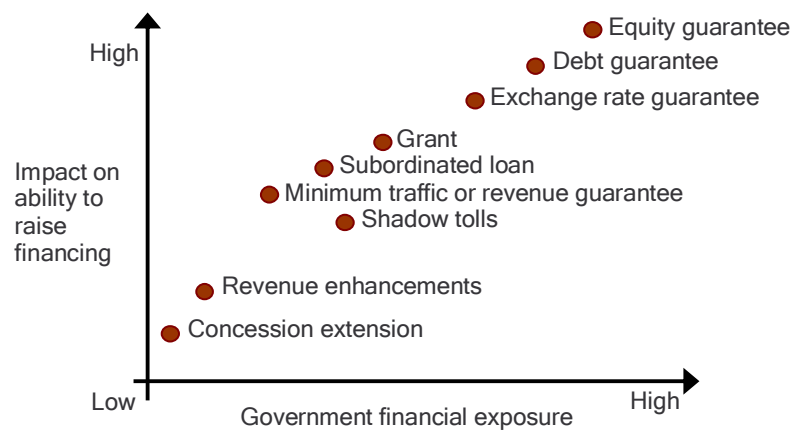 Equity guarantee
High
Debt guarantee
Exchange rate guarantee
Grant
Subordinated loan
Impact on
ability to
raise
financing
Minimum traffic or revenue guarantee
Shadow tolls
Revenue enhancements
Concession extension
Low
Government financial exposure
High